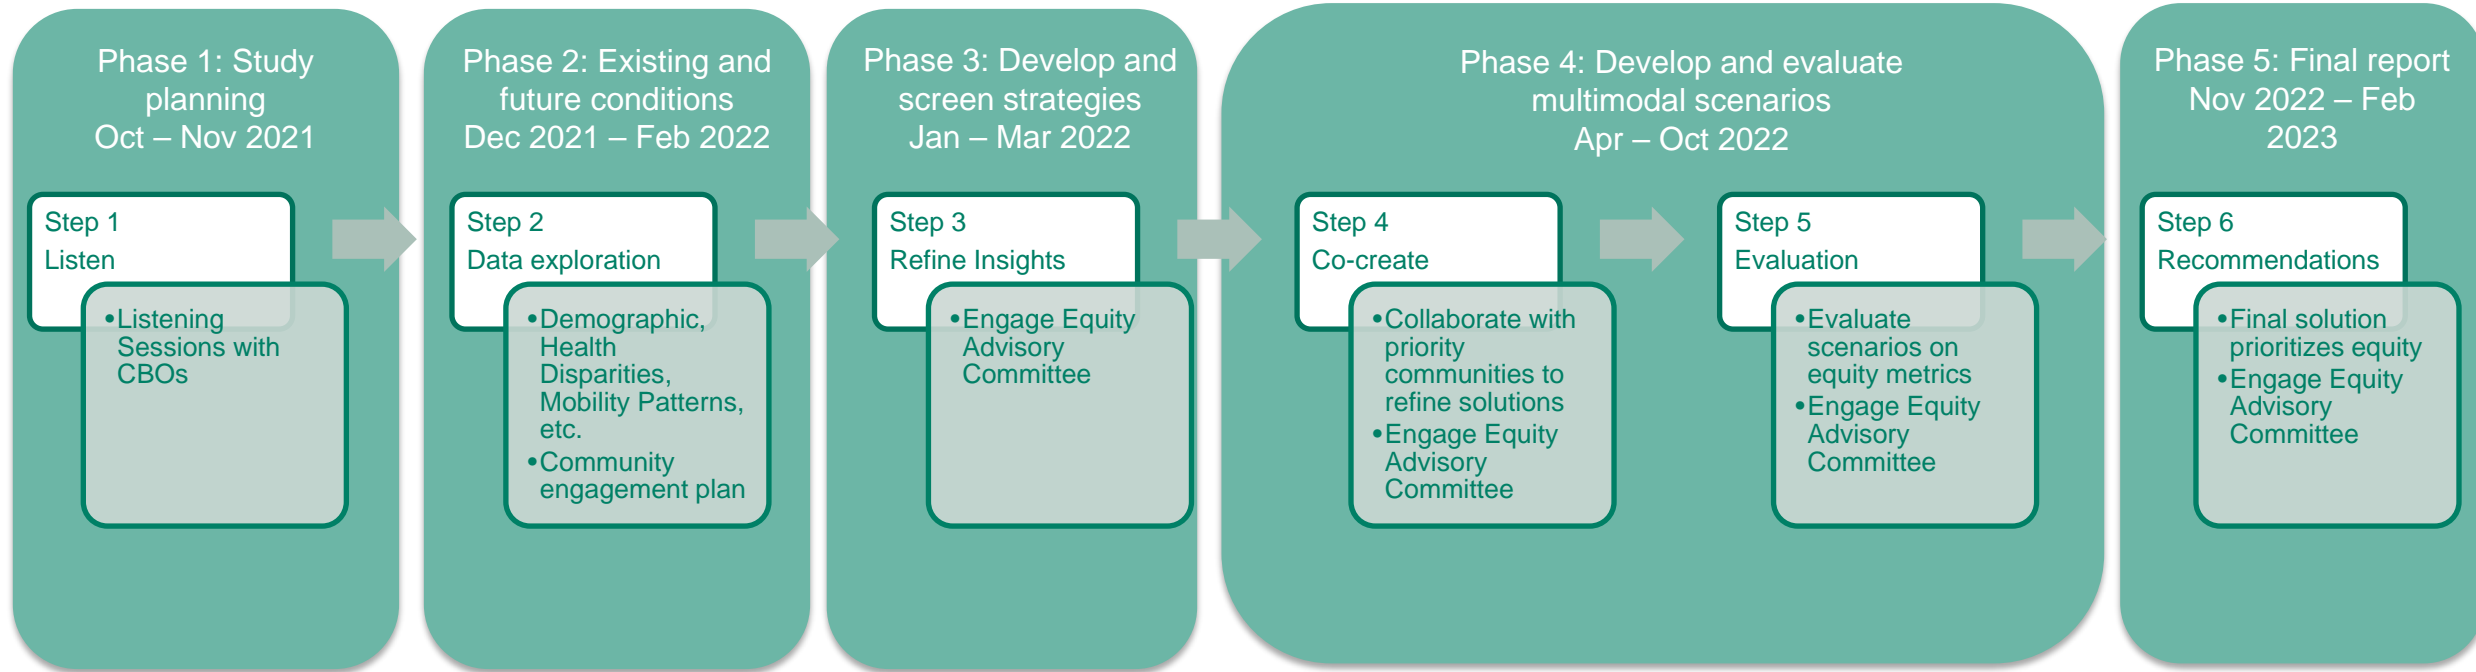 Phase 1: Study
planning
Oct – Nov 2021
Step 1
Listen
•Listening
Sessions with
CBOs
Phase 2: Existing and
future conditions
Dec 2021 – Feb 2022
Step 2
Data exploration
•Demographic,
Health
Disparities,
Mobility Patterns,
etc.
•Community
engagement plan
Phase 3: Develop and
screen strategies
Jan – Mar 2022
Step 3
Refine Insights
•Engage Equity
Advisory
Committee
Phase 4: Develop and evaluate
multimodal scenarios
Apr – Oct 2022
Step 4
Co-create
•Collaborate with
priority
communities to
refine solutions
•Engage Equity
Advisory
Committee
Step 5
Evaluation
•Evaluate
scenarios on
equity metrics
•Engage Equity
Advisory
Committee
Phase 5: Final report
Nov 2022 – Feb
2023
Step 6
Recommendations
•Final solution
prioritizes equity
•Engage Equity
Advisory
Committee